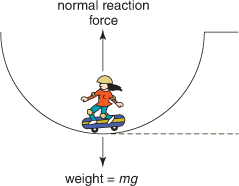 normal reaction
force
weight = mg